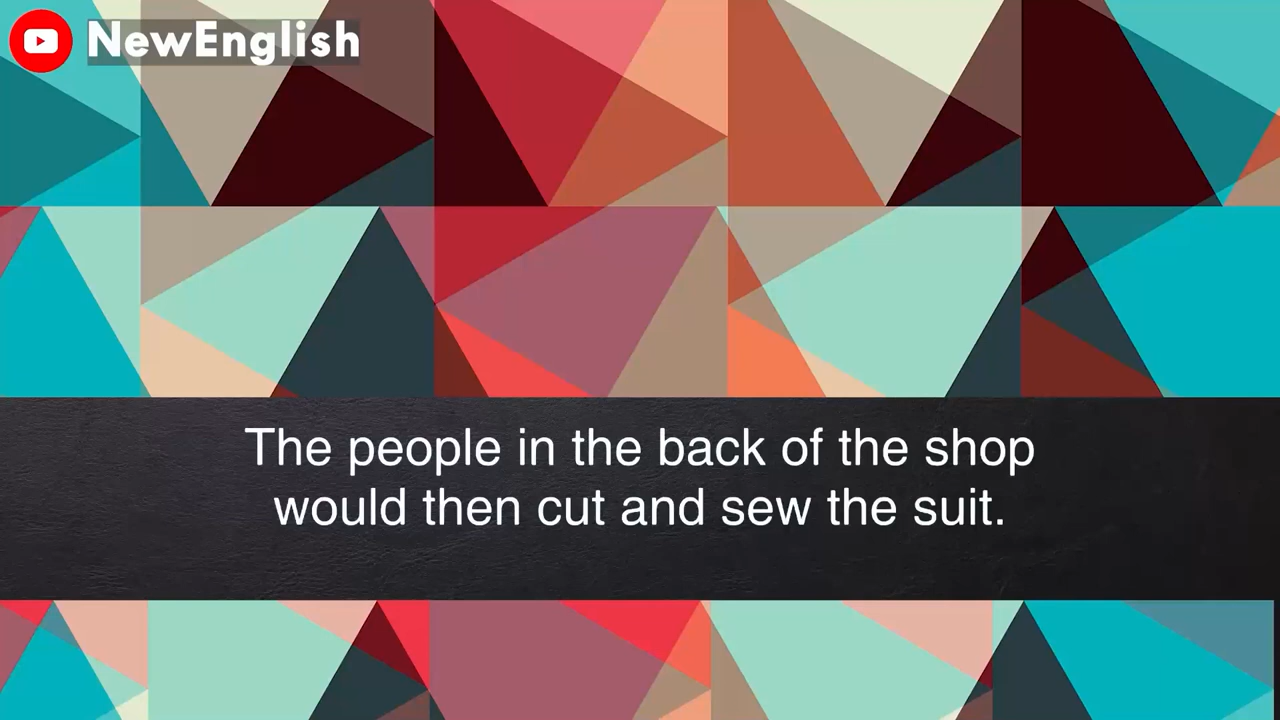 NewEnglish
The people in the back of the shop
would then cut and sew the suit.